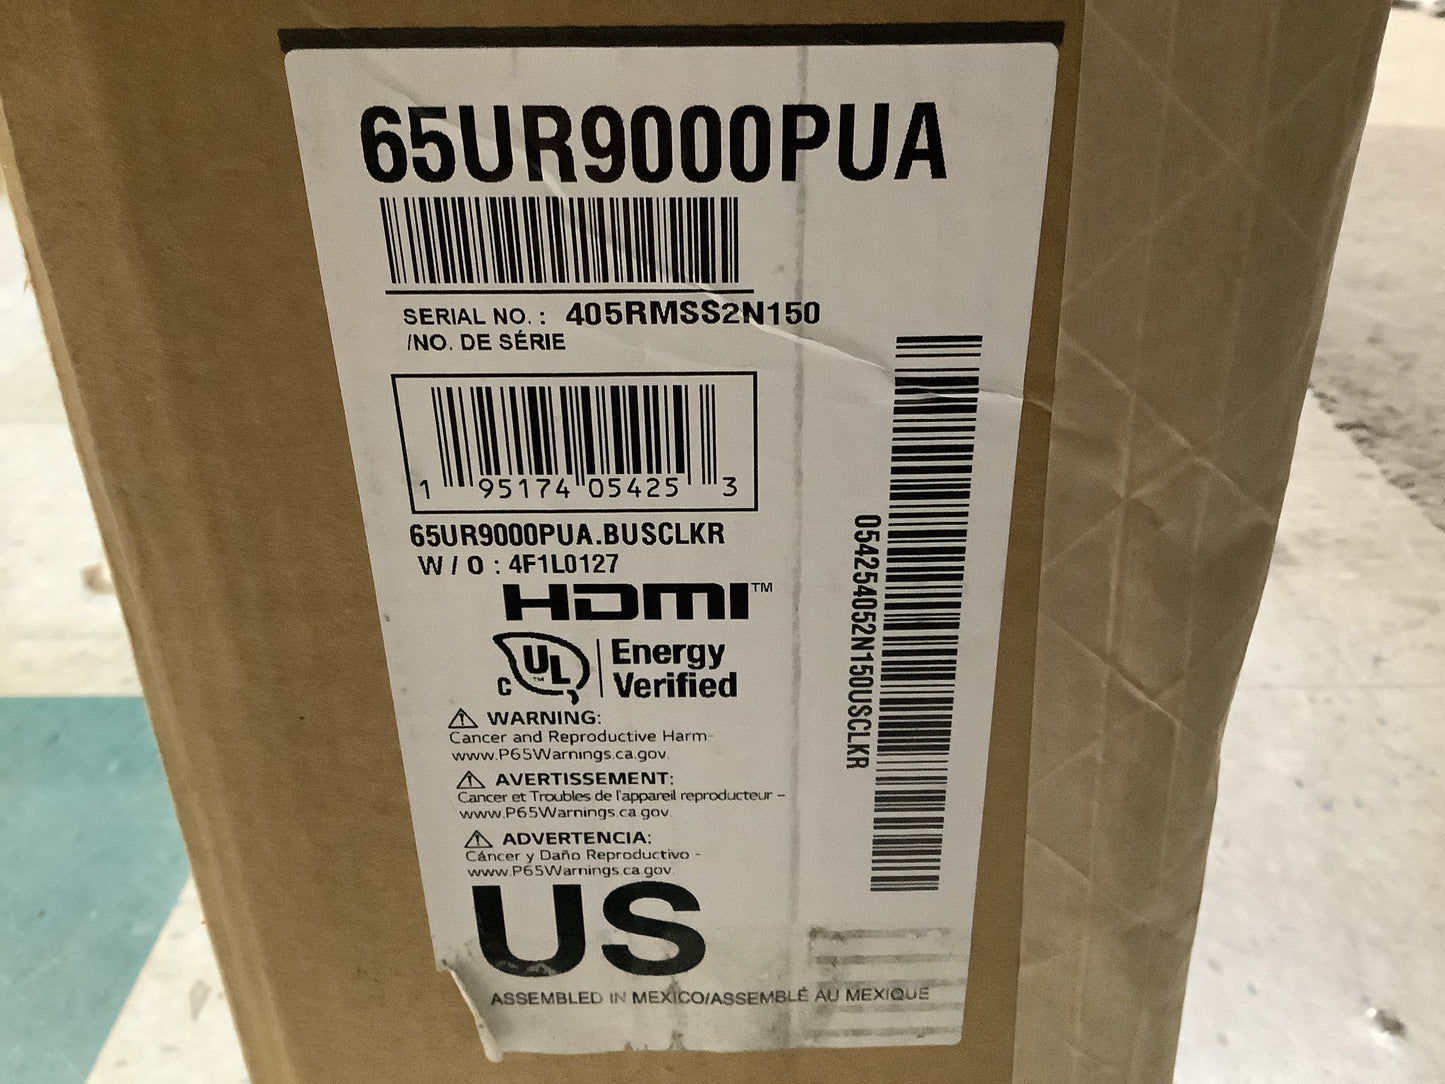 65UR9000PUA
SERIAL NO. : 405RMSS2N150
/NO. DE SÉRIE
1 95174 05425 3
65UR9000PUA.BUSCLKR
W / O : 4F1L0127
HDMI™
C UL™ Energy
Verified
WARNING:
Cancer and Reproductive Harm-
www.P65Warnings.ca.gov.
AVERTISSEMENT:
Cancer et Troubles de l'appareil reproducteur –
www.P65Warnings.ca gov.
ADVERTENCIA:
Cáncer y Daño Reproductivo -
www.P65Warnings.ca.gov.
US
ASSEMBLED IN MEXICO/ASSEMBLÉ AU MEXIQUE
054254052N150USCLKR